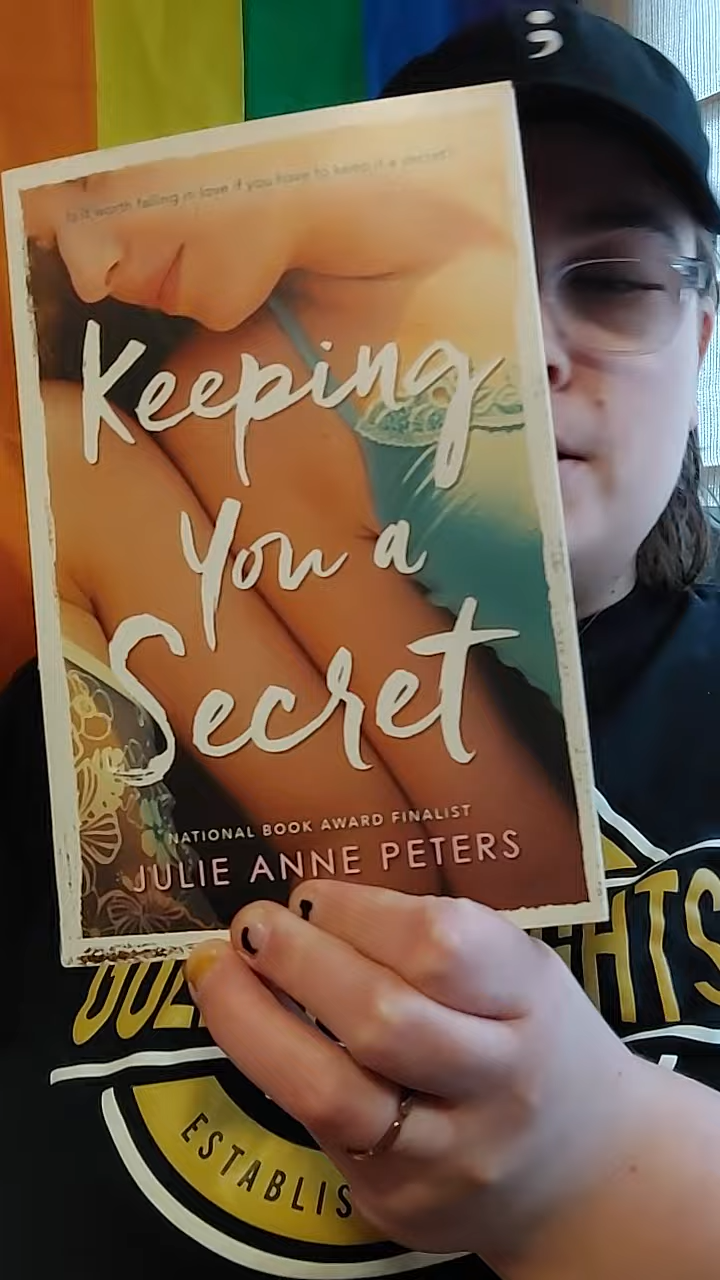 ;
Is it worth falling in love if you have to keep it a secret?
Keeping
You a
Secret
NATIONAL BOOK AWARD FINALIST
JULIE ANNE PETERS